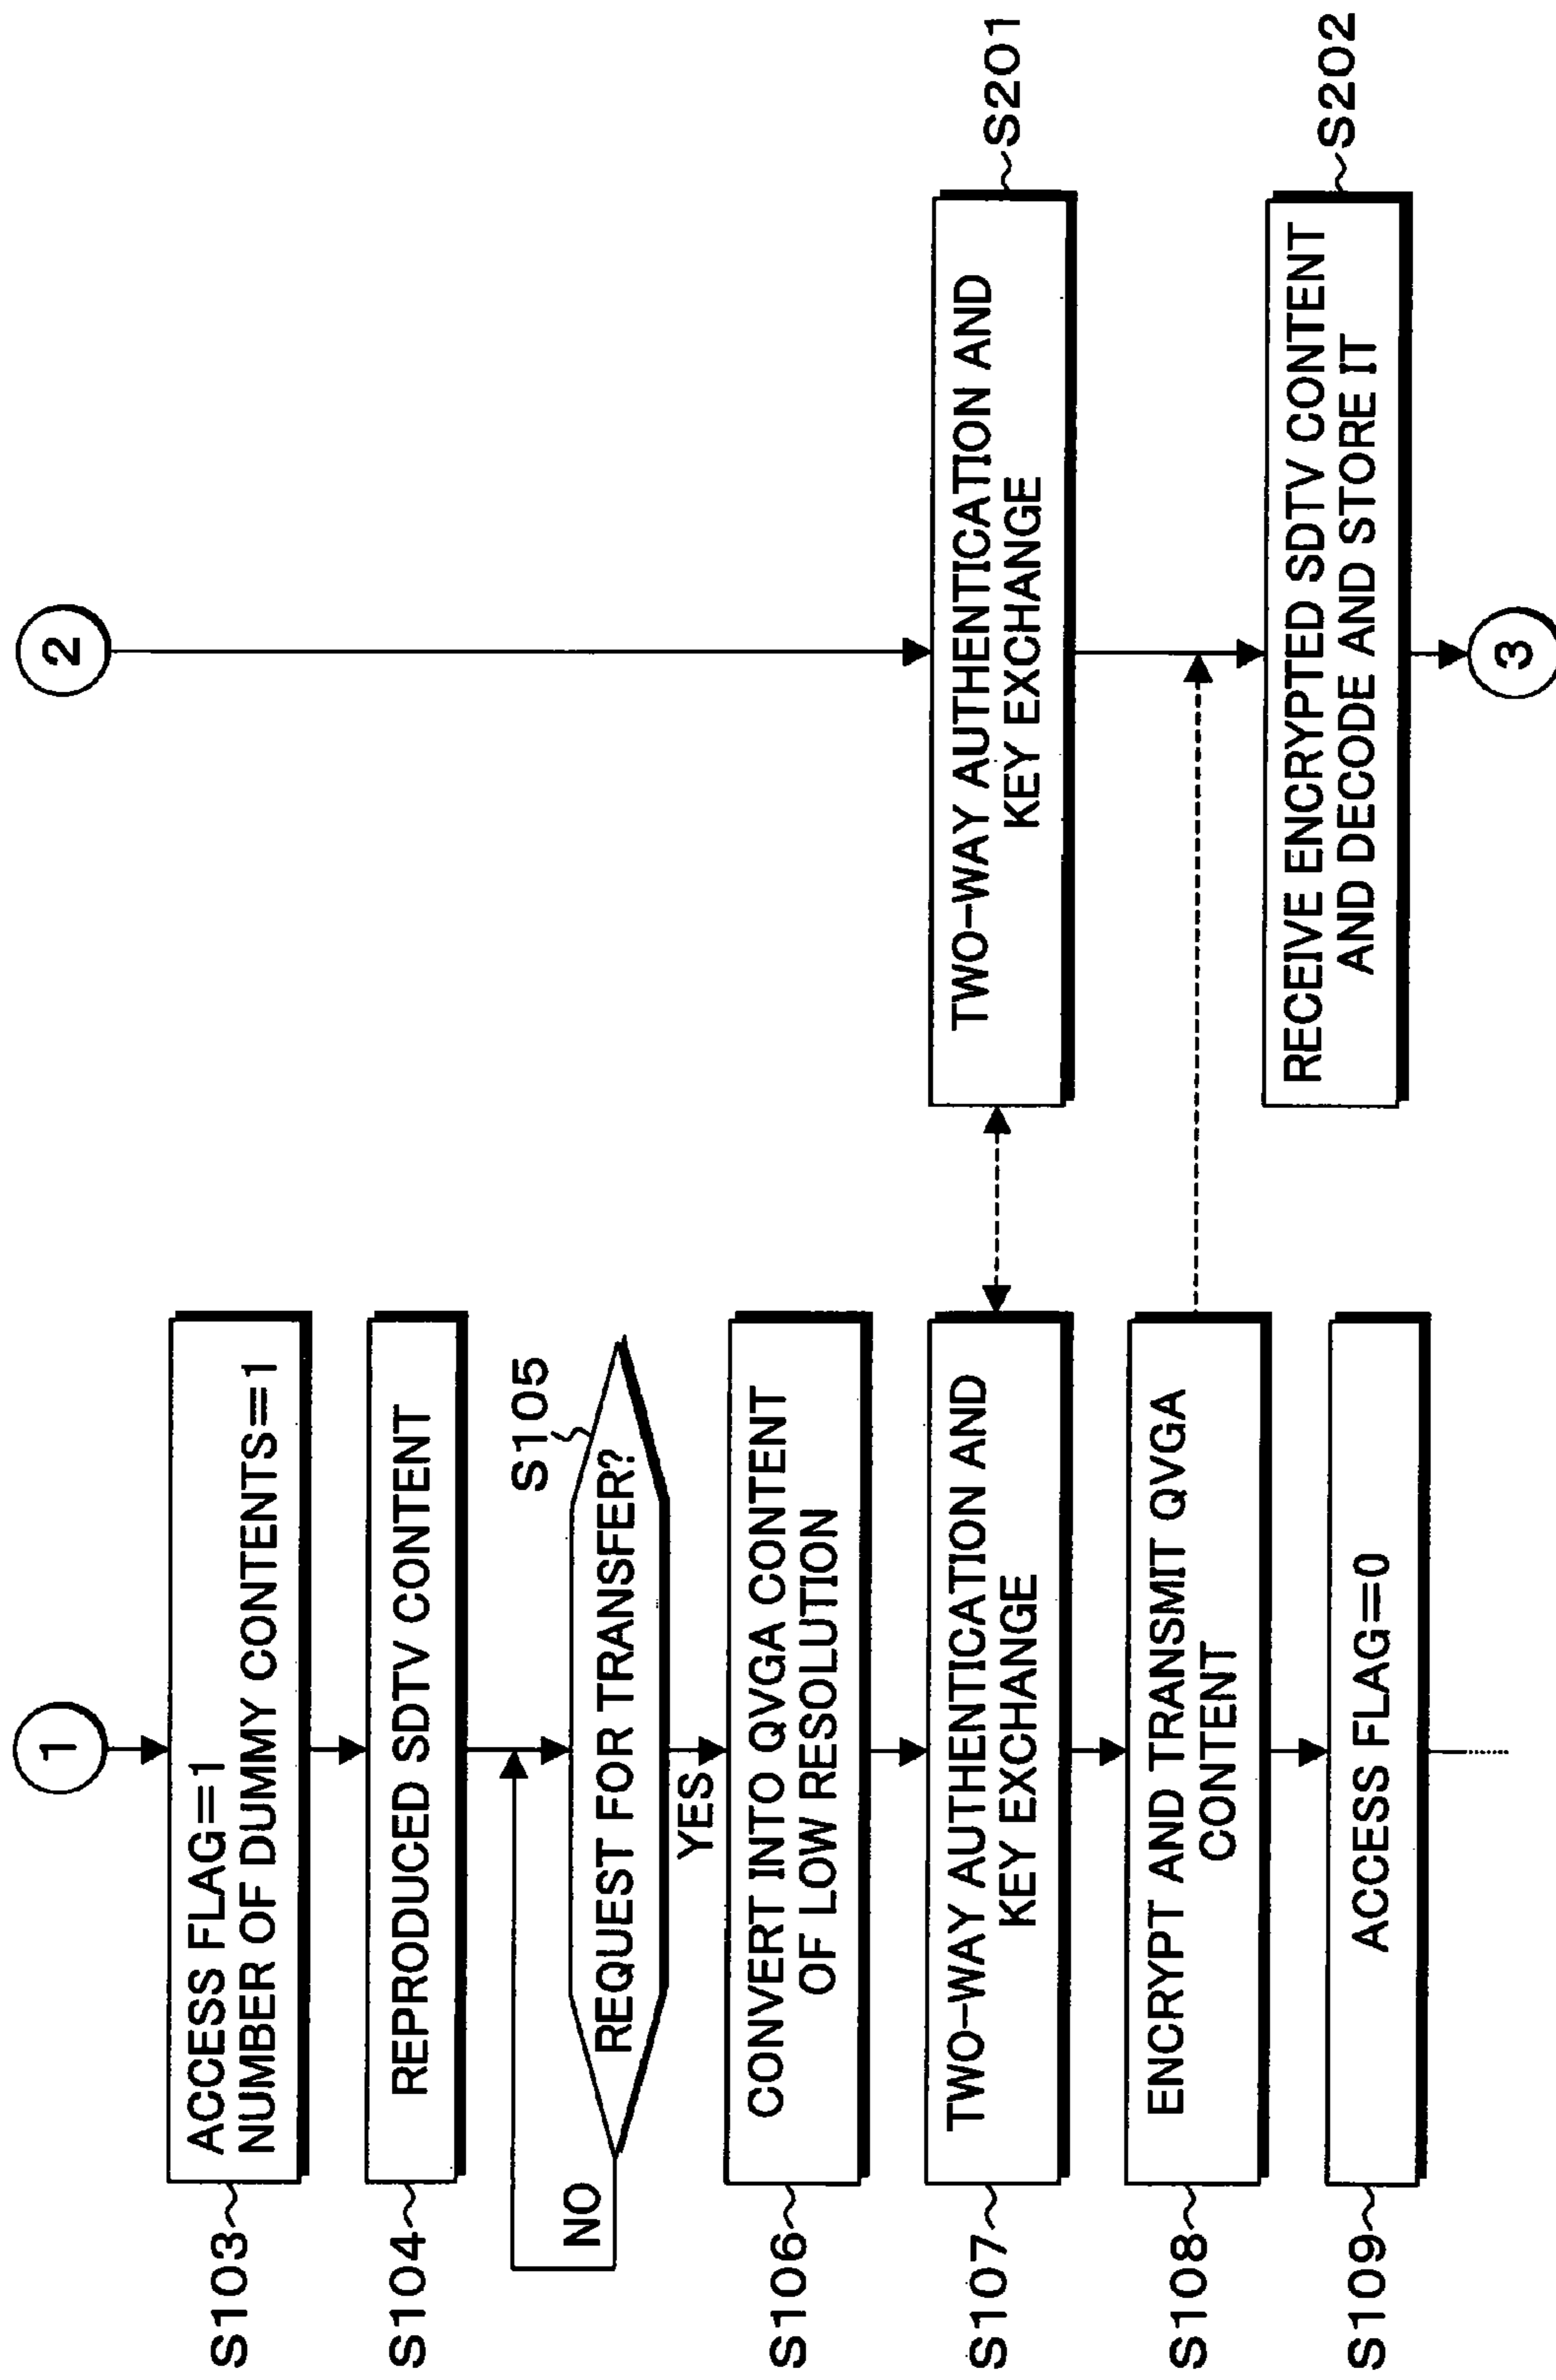 1
S103
ACCESS FLAG=1
NUMBER OF DUMMY CONTENTS=1
S104
REPRODUCED SDTV CONTENT
S105
REQUEST FOR TRANSFER?
NO
YES
S106
CONVERT INTO QVGA CONTENT
OF LOW RESOLUTION
S107
TWO-WAY AUTHENTICATION AND
KEY EXCHANGE
S108
ENCRYPT AND TRANSMIT QVGA
CONTENT
S109
ACCESS FLAG=0
2
TWO-WAY AUTHENTICATION AND
KEY EXCHANGE
S201
RECEIVE ENCRYPTED SDTV CONTENT
AND DECODE AND STORE IT
S202
3